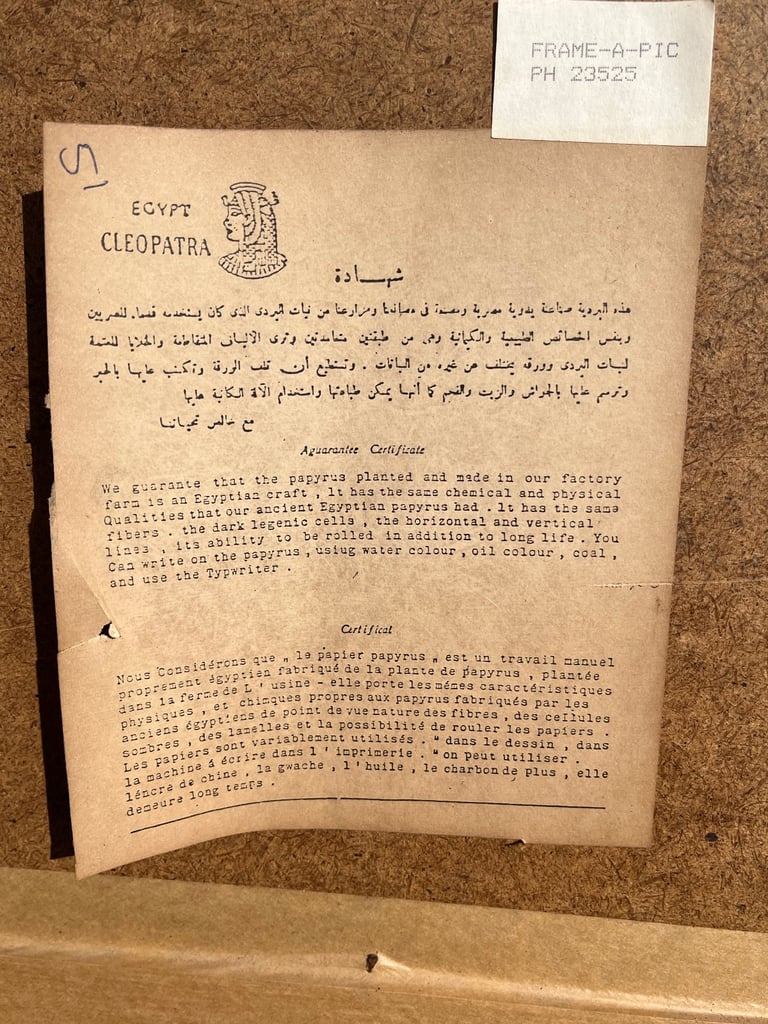 FRAME-A-PIC
PH 23525
EGYPT
CLEOPATRA
شهـــادة
هذه البردية صناعة يدوية مصرية ومصنعة فى مصانعنا ومزارعنا من نبات البردى الذى كان يستخدمه قدماء المصريين
وبنفس الخصائص الطبيعية والكيمائية وهى من طبقتين متعامدتين وترى الألياف المتقاطعة والخلايا المعتمة
لنبات البردى وورقه يختلف عن غيره من النباتات . وتستطيع أن تلف الورقة وتكتب عليها بالحبر
وترسم عليها بالجواش والزيت والفحم كما أنها يمكن طباعتها واستخدام الآلة الكاتبة عليها
مع خالص تحياتنا
Aguarantee Certificate
We guarante that the papyrus planted and made in our factory
farm is an Egyptian craft , lt has the same chemical and physical
Qualities that our ancient Egyptian papyrus had . lt has the same
fibers . the dark legenic cells , the horizontal and vertical
lines , its ability to be rolled in addition to long life . You
Can write on the papyrus , usiug water colour , oil colour , coal ,
and use the Typwriter .
Certifical
Nous Considérons que „ le papier papyrus „ est un travail manuel
proprement égyptien fabriqué de la plante de papyrus , plantée
dans la ferme de L ' usine - elle porte les mémes caractéristiques
physiques , et chimques propres aux papyrus fabriqués par les
anciens égyptiens de point de vue nature des fibres , des cellules
sombres , des lamelles et la possibilité de rouler les papiers .
Les papiers sont variablement utilisés . " dans le dessin , dans
la machine á écrire dans l ' imprimerie . " on peut utiliser .
léncre de chine , la gwache , l ' huile , le charbon de plus , elle
demeure long temps .